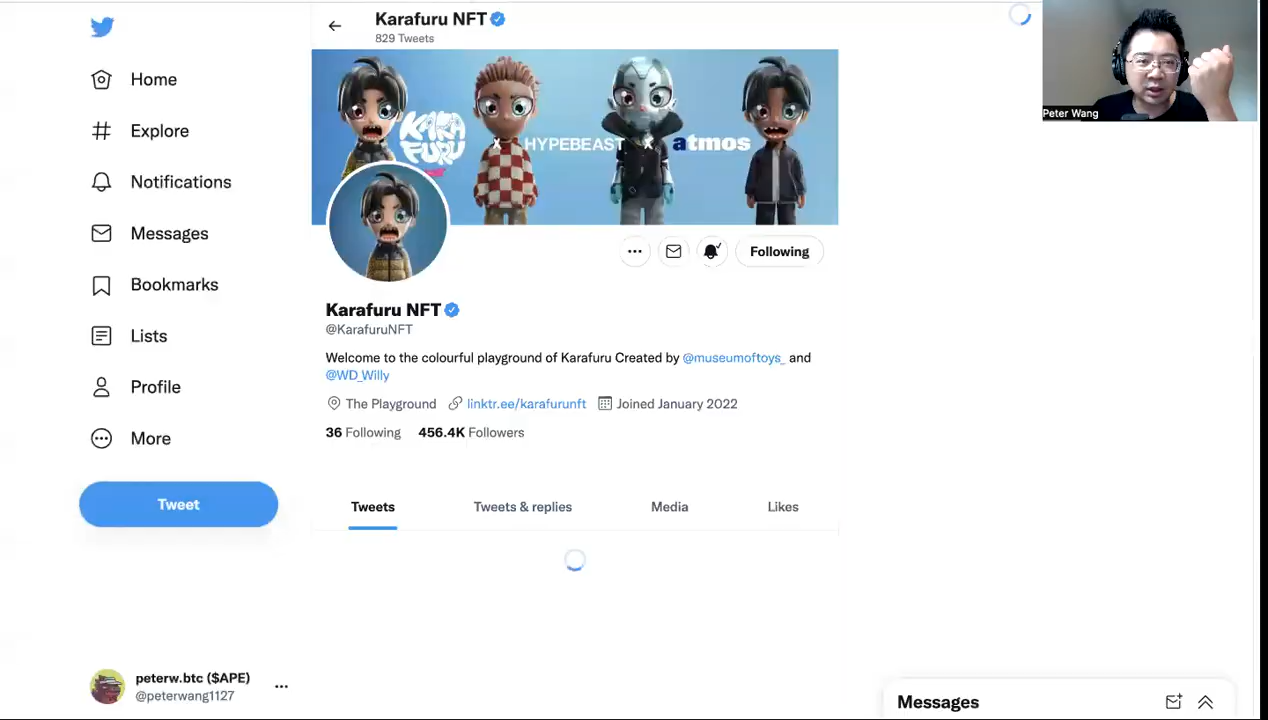 Karafuru NFT
829 Tweets
Home
Explore
Notifications
Messages
Bookmarks
Lists
Profile
More
Tweet
peterw.btc ($APE)
@peterwang1127
KARA
FURU
X HYPEBEAST X atmos
Following
Karafuru NFT
@KarafuruNFT
Welcome to the colourful playground of Karafuru Created by @museumoftoys_ and
@WD_Willy
The Playground linktr.ee/karafurunft Joined January 2022
36 Following 456.4K Followers
Tweets Tweets & replies Media Likes
Peter Wang
Messages